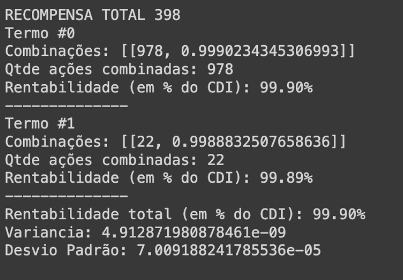 RECOMPENSA TOTAL 398
Termo #0
Combinações: [[978, 0.9990234345306993]]
Qtde ações combinadas: 978
Rentabilidade (em % do CDI): 99.90%
--------------
Termo #1
Combinações: [[22, 0.9988832507658636]]
Qtde ações combinadas: 22
Rentabilidade (em % do CDI): 99.89%
--------------
Rentabilidade total (em % do CDI): 99.90%
Variancia: 4.912871980878461e-09
Desvio Padrão: 7.009188241785536e-05